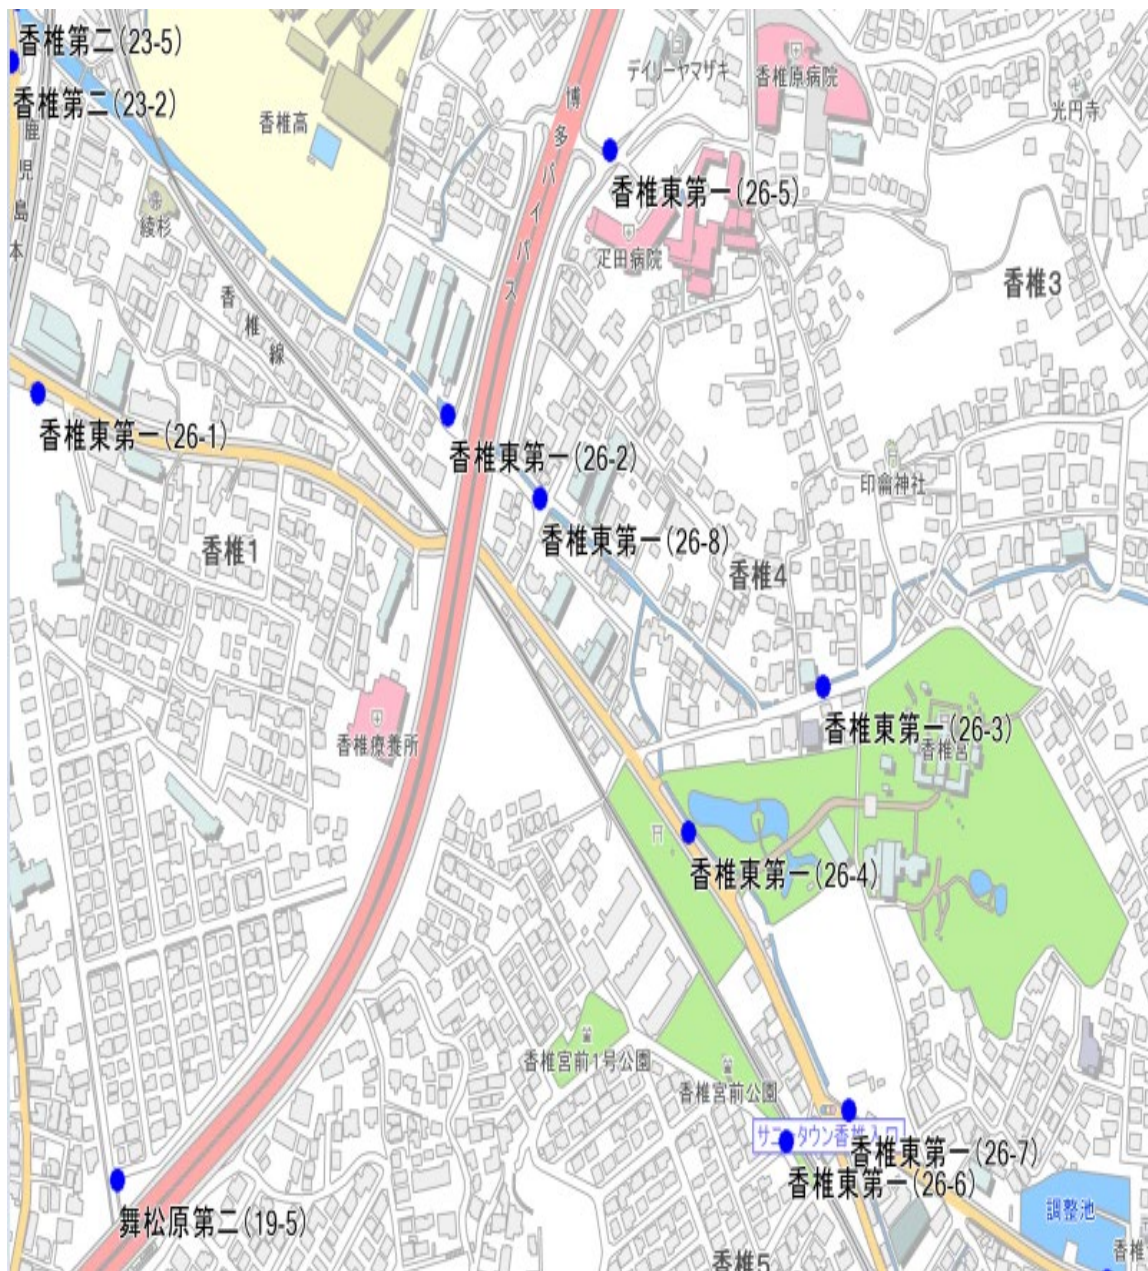 香椎第二(23-5)
香椎第二(23-2)
鹿児島本
香椎高
綾杉
香椎線
博多バイパス
デイリーヤマザキ
香椎原病院
光円寺
香椎東第一(26-5)
疋田病院
香椎3
香椎東第一(26-1)
香椎東第一(26-2)
印鑰神社
香椎1
香椎東第一(26-8)
香椎4
香椎療養所
香椎東第一(26-3)
香椎宮
香椎東第一(26-4)
香椎宮前1号公園
香椎宮前公園
サニータウン香椎入口
香椎東第一(26-7)
香椎東第一(26-6)
舞松原第二(19-5)
調整池
香椎
香椎5